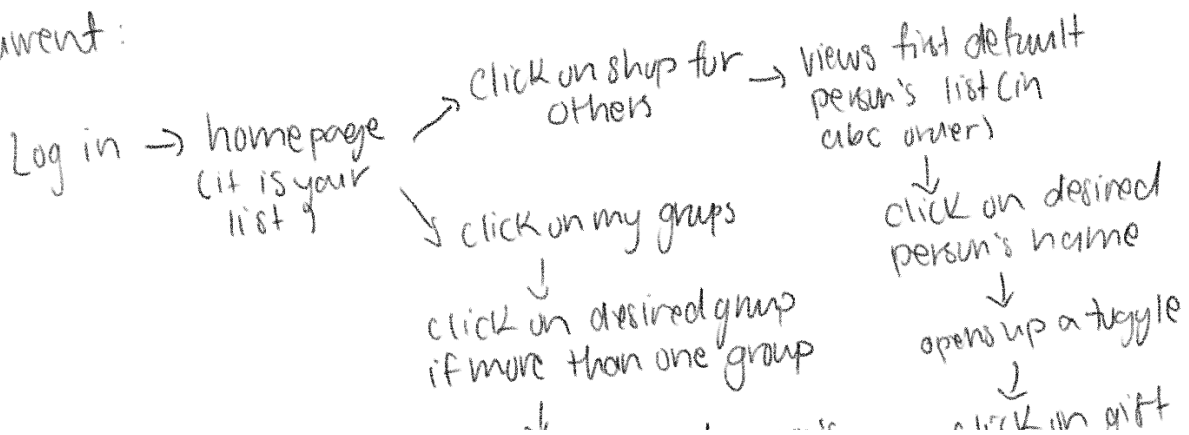 Log in → homepage
(it is your
list)
click on shop for
others
→ views first default
person's list (in
abc order)
↓
click on desired
person's name
↓
opens up a toggle
↓
click on gift
click on my groups
↓
click on desired group
if more than one group
↓